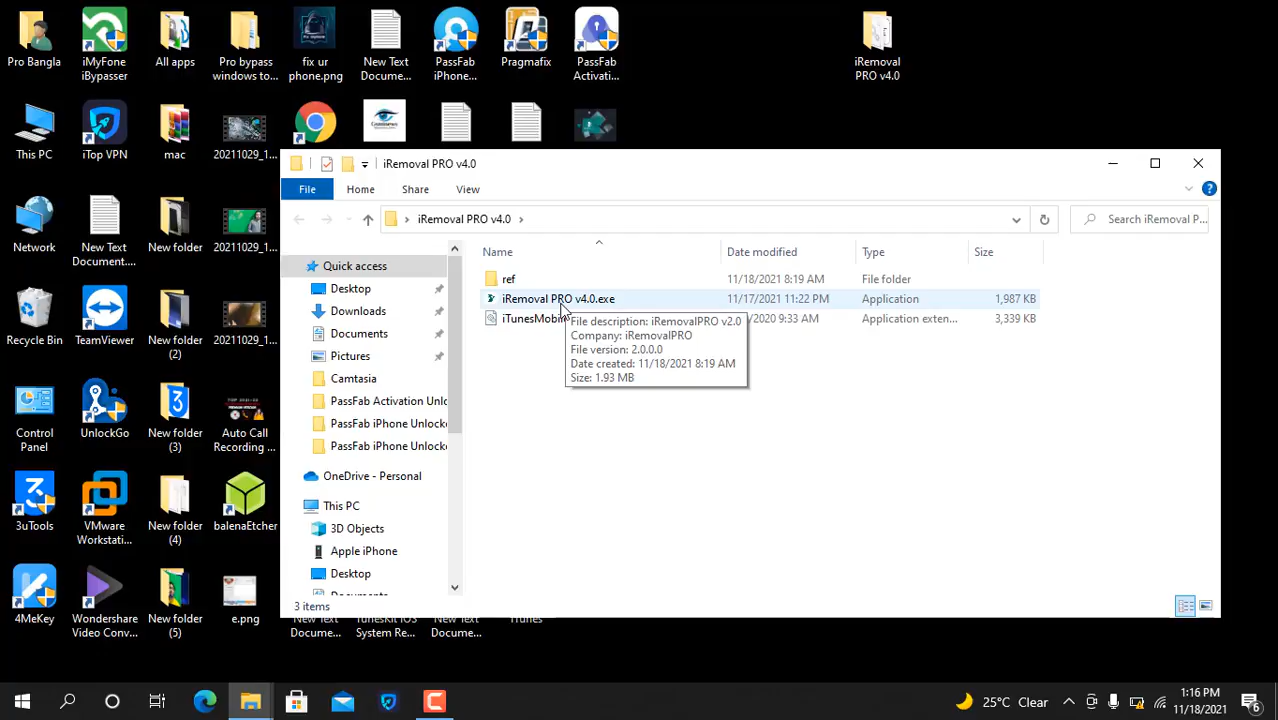 Pro Bangla
iMyFone iBypasser
All apps
Pro bypass windows to...
fix ur phone.png
New Text Docume...
PassFab iPhone...
Pragmafix
PassFab Activati...
iRemoval PRO v4.0
This PC
iTop VPN
mac
20211029_1...
iRemoval PRO v4.0
File
Home
Share
View
iRemoval PRO v4.0
Search iRemoval P...
Network
New Text Document....
New folder
20211029_1...
Name
Date modified
Type
Size
Quick access
ref
11/18/2021 8:19 AM
File folder
Desktop
iRemoval PRO v4.0.exe
11/17/2021 11:22 PM
Application
1,987 KB
Downloads
iTunesMobi
/2020 9:33 AM
Application exten...
3,339 KB
File description: iRemovalPRO v2.0
Company: iRemovalPRO
File version: 2.0.0.0
Date created: 11/18/2021 8:19 AM
Size: 1.93 MB
Recycle Bin
TeamViewer
New folder (2)
20211029_1...
Documents
Pictures
Camtasia
PassFab Activation Unlo
PassFab iPhone Unlocke
PassFab iPhone Unlocke
Control Panel
UnlockGo
New folder (3)
TOP 2021/22
Auto Call Recording ...
OneDrive - Personal
This PC
3D Objects
Apple iPhone
Desktop
3uTools
VMware Workstati...
New folder (4)
balenaEtcher
4MeKey
Wondershare Video Conv...
New folder (5)
e.png
3 items
New Text Docume...
TunesKit iOS System Re...
New Text Docume...
iTunes
25°C Clear
1:16 PM
11/18/2021
6